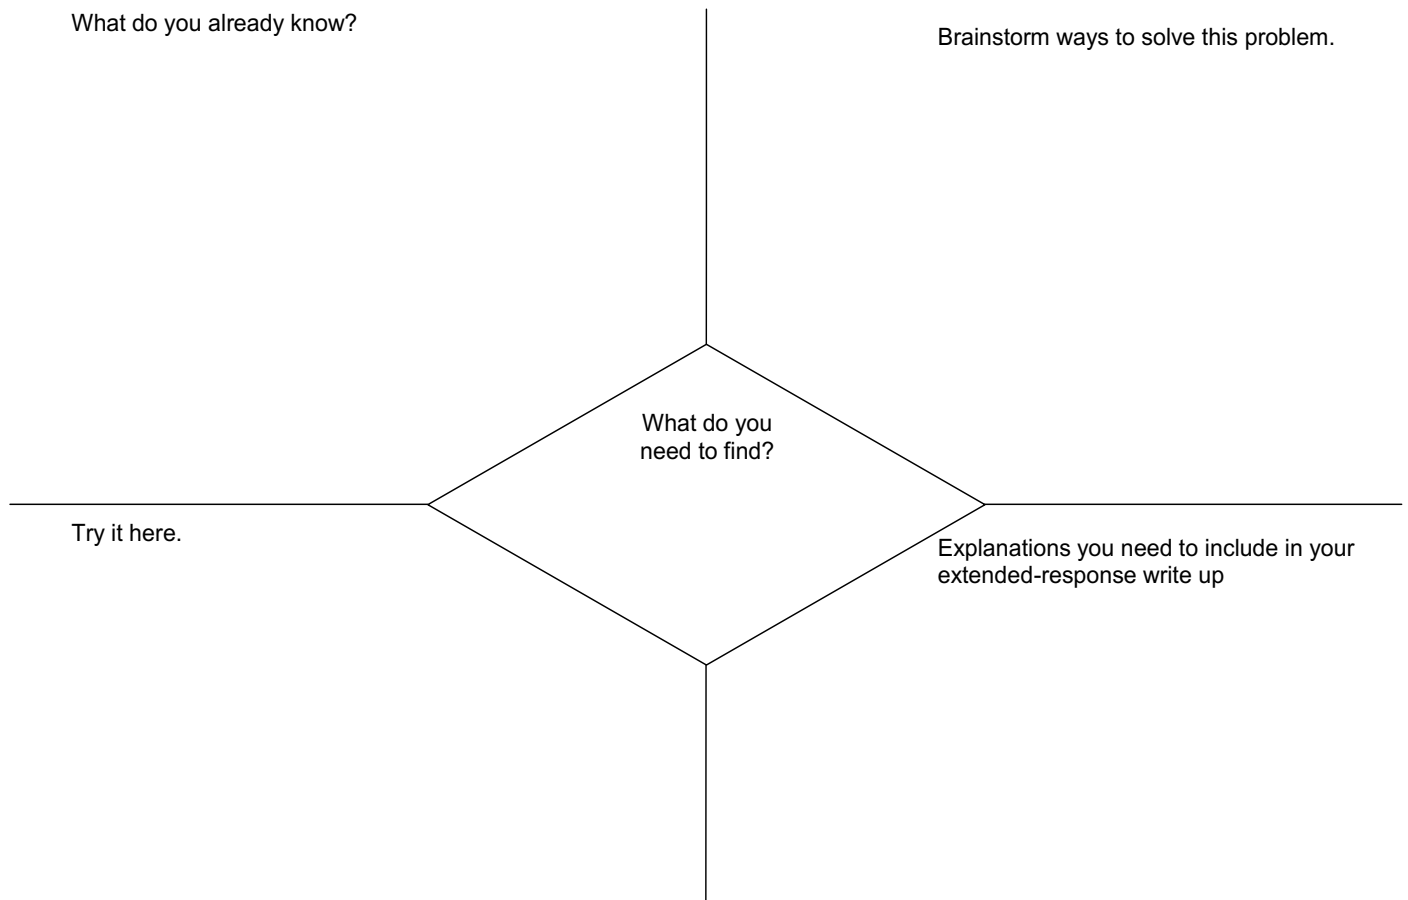 What do you already know?
Brainstorm ways to solve this problem.
What do you
need to find?
Try it here.
Explanations you need to include in your
extended-response write up